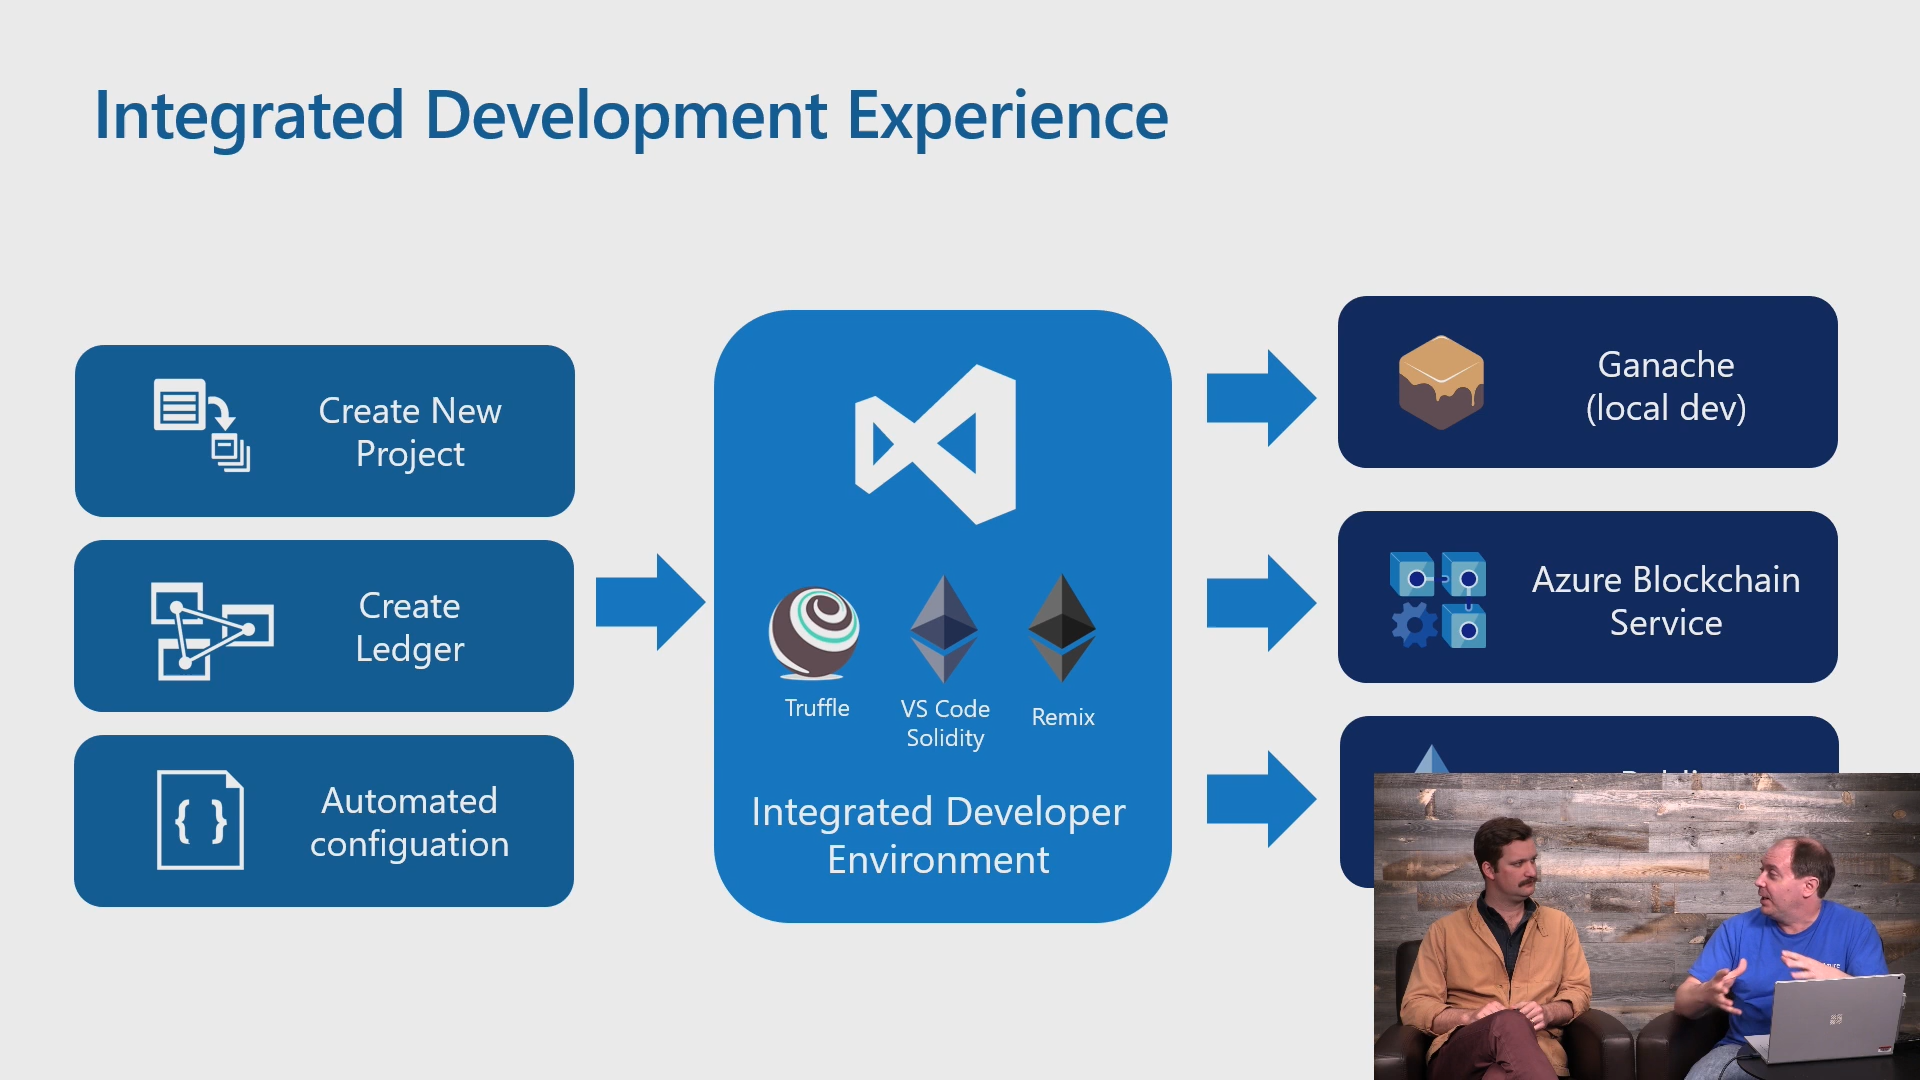 Integrated Development Experience
Create New
Project
Create
Ledger
Automated
configuation
Truffle
VS Code
Solidity
Remix
Integrated Developer
Environment
Ganache
(local dev)
Azure Blockchain
Service